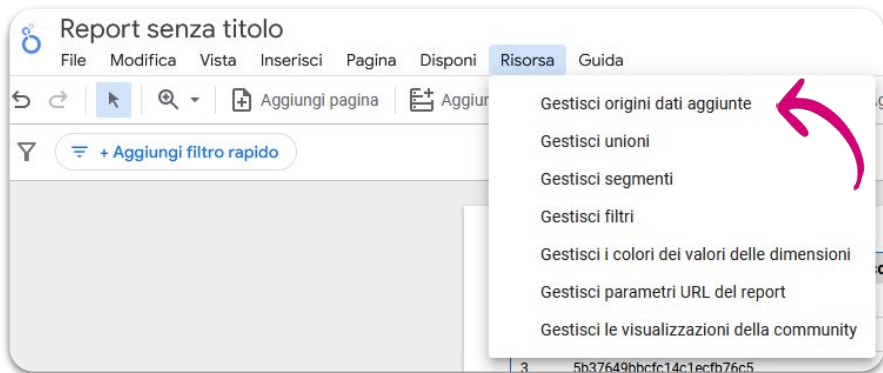 Report senza titolo
File Modifica Vista Inserisci Pagina Disponi Risorsa Guida
Aggiungi pagina
+ Aggiungi filtro rapido
Gestisci origini dati aggiunte
Gestisci unioni
Gestisci segmenti
Gestisci filtri
Gestisci i colori dei valori delle dimensioni
Gestisci parametri URL del report
Gestisci le visualizzazioni della community
3 5b37649bbcfc14c1ecfb76c5